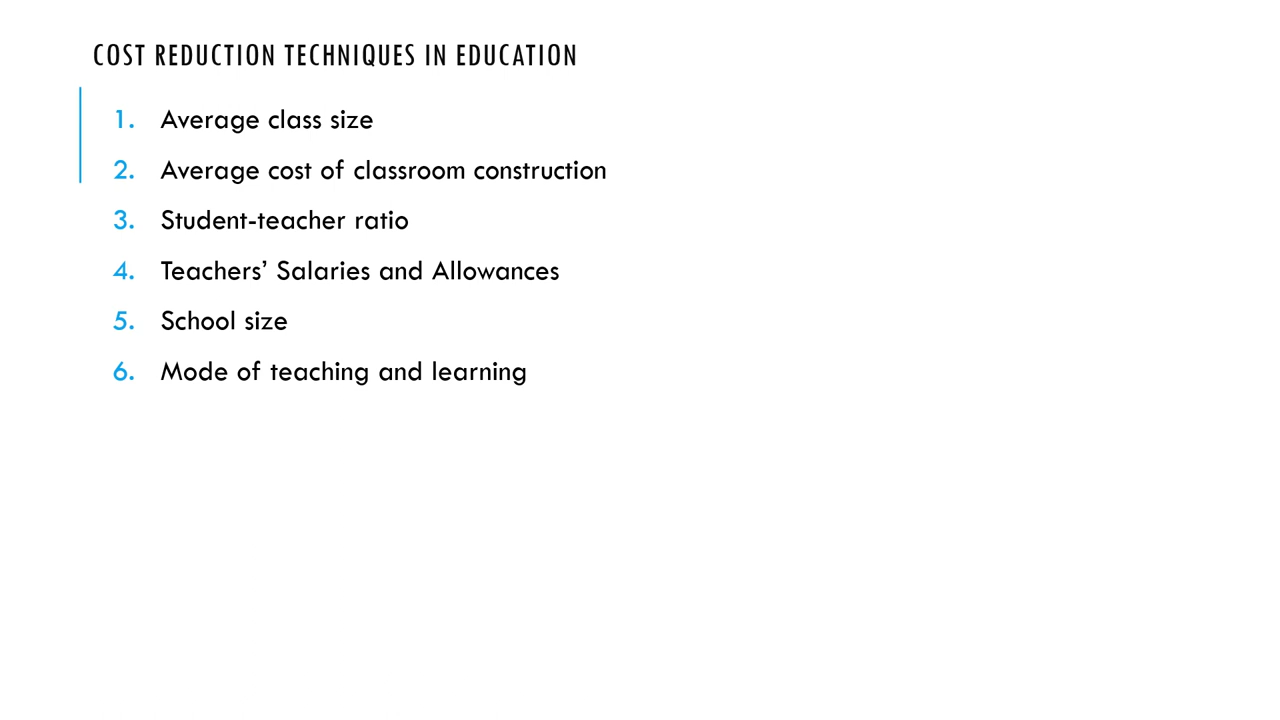 COST REDUCTION TECHNIQUES IN EDUCATION
1. Average class size
2. Average cost of classroom construction
3. Student-teacher ratio
4. Teachers’ Salaries and Allowances
5. School size
6. Mode of teaching and learning